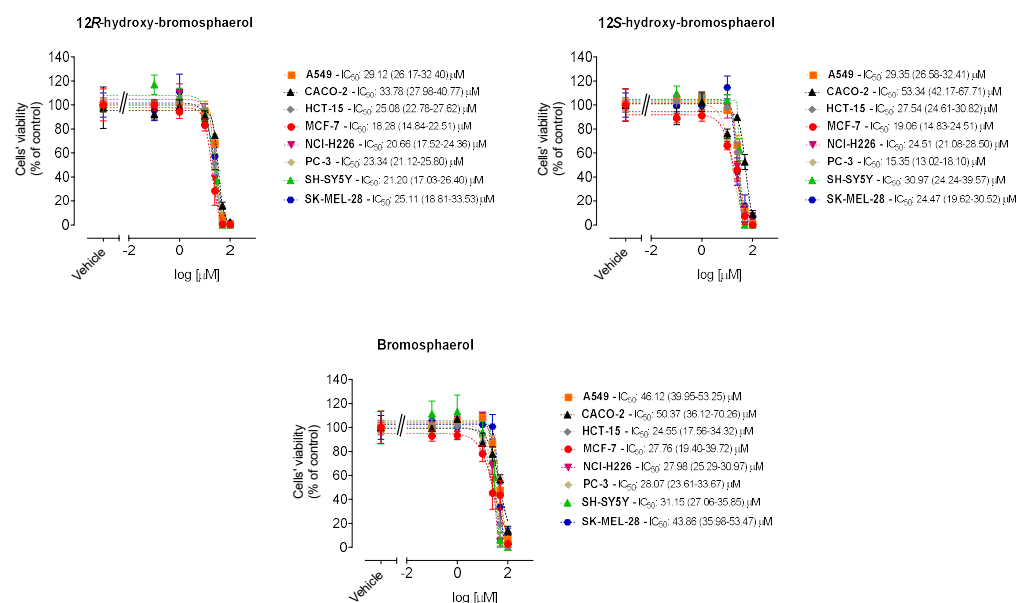 12R-hydroxy-bromosphaerol
140
120
100
80
60
40
20
0
Cells' viability
(% of control)
Vehicle
-2
0
2
log [μM]
A549 - IC50: 29.12 (26.17-32.40) μM
CACO-2 - IC50: 33.78 (27.98-40.77) μM
HCT-15 - IC50: 25.08 (22.78-27.62) μM
MCF-7 - IC50: 18.28 (14.84-22.51) μM
NCI-H226 - IC50: 20.66 (17.52-24.36) μM
PC-3 - IC50: 23.34 (21.12-25.80) μM
SH-SY5Y - IC50: 21.20 (17.03-26.40) μM
SK-MEL-28 - IC50: 25.11 (18.81-33.53) μM
12S-hydroxy-bromosphaerol
140
120
100
80
60
40
20
0
Cells' viability
(% of control)
Vehicle
-2
0
2
log [μM]
A549 - IC50: 29.35 (26.58-32.41) μM
CACO-2 - IC50: 53.34 (42.17-67.71) μM
HCT-15 - IC50: 27.54 (24.61-30.82) μM
MCF-7 - IC50: 19.06 (14.83-24.51) μM
NCI-H226 - IC50: 24.51 (21.08-28.50) μM
PC-3 - IC50: 15.35 (13.02-18.10) μM
SH-SY5Y - IC50: 30.97 (24.24-39.57) μM
SK-MEL-28 - IC50: 24.47 (19.62-30.52) μM
Bromosphaerol
140
120
100
80
60
40
20
0
Cells' viability
(% of control)
Vehicle
-2
0
2
log [μM]
A549 - IC50: 46.12 (39.95-53.25) μM
CACO-2 - IC50: 50.37 (36.12-70.26) μM
HCT-15 - IC50: 24.55 (17.56-34.32) μM
MCF-7 - IC50: 27.76 (19.40-39.72) μM
NCI-H226 - IC50: 27.98 (25.29-30.97) μM
PC-3 - IC50: 28.07 (23.61-33.67) μM
SH-SY5Y - IC50: 31.15 (27.06-35.85) μM
SK-MEL-28 - IC50: 43.86 (35.98-53.47) μM